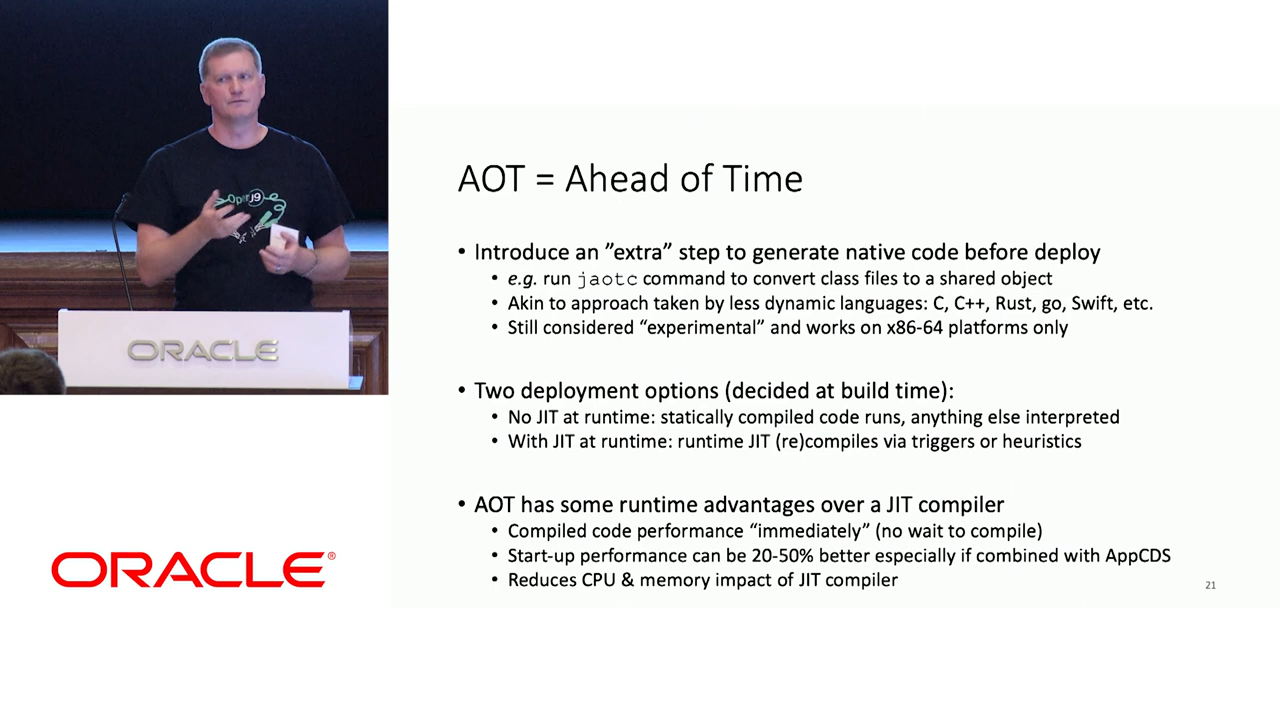 Open J9
ORACLE
ORACLE®
AOT = Ahead of Time
• Introduce an ”extra” step to generate native code before deploy
• e.g. run jaotc command to convert class files to a shared object
• Akin to approach taken by less dynamic languages: C, C++, Rust, go, Swift, etc.
• Still considered “experimental” and works on x86-64 platforms only
• Two deployment options (decided at build time):
• No JIT at runtime: statically compiled code runs, anything else interpreted
• With JIT at runtime: runtime JIT (re)compiles via triggers or heuristics
• AOT has some runtime advantages over a JIT compiler
• Compiled code performance “immediately” (no wait to compile)
• Start-up performance can be 20-50% better especially if combined with AppCDS
• Reduces CPU & memory impact of JIT compiler
21